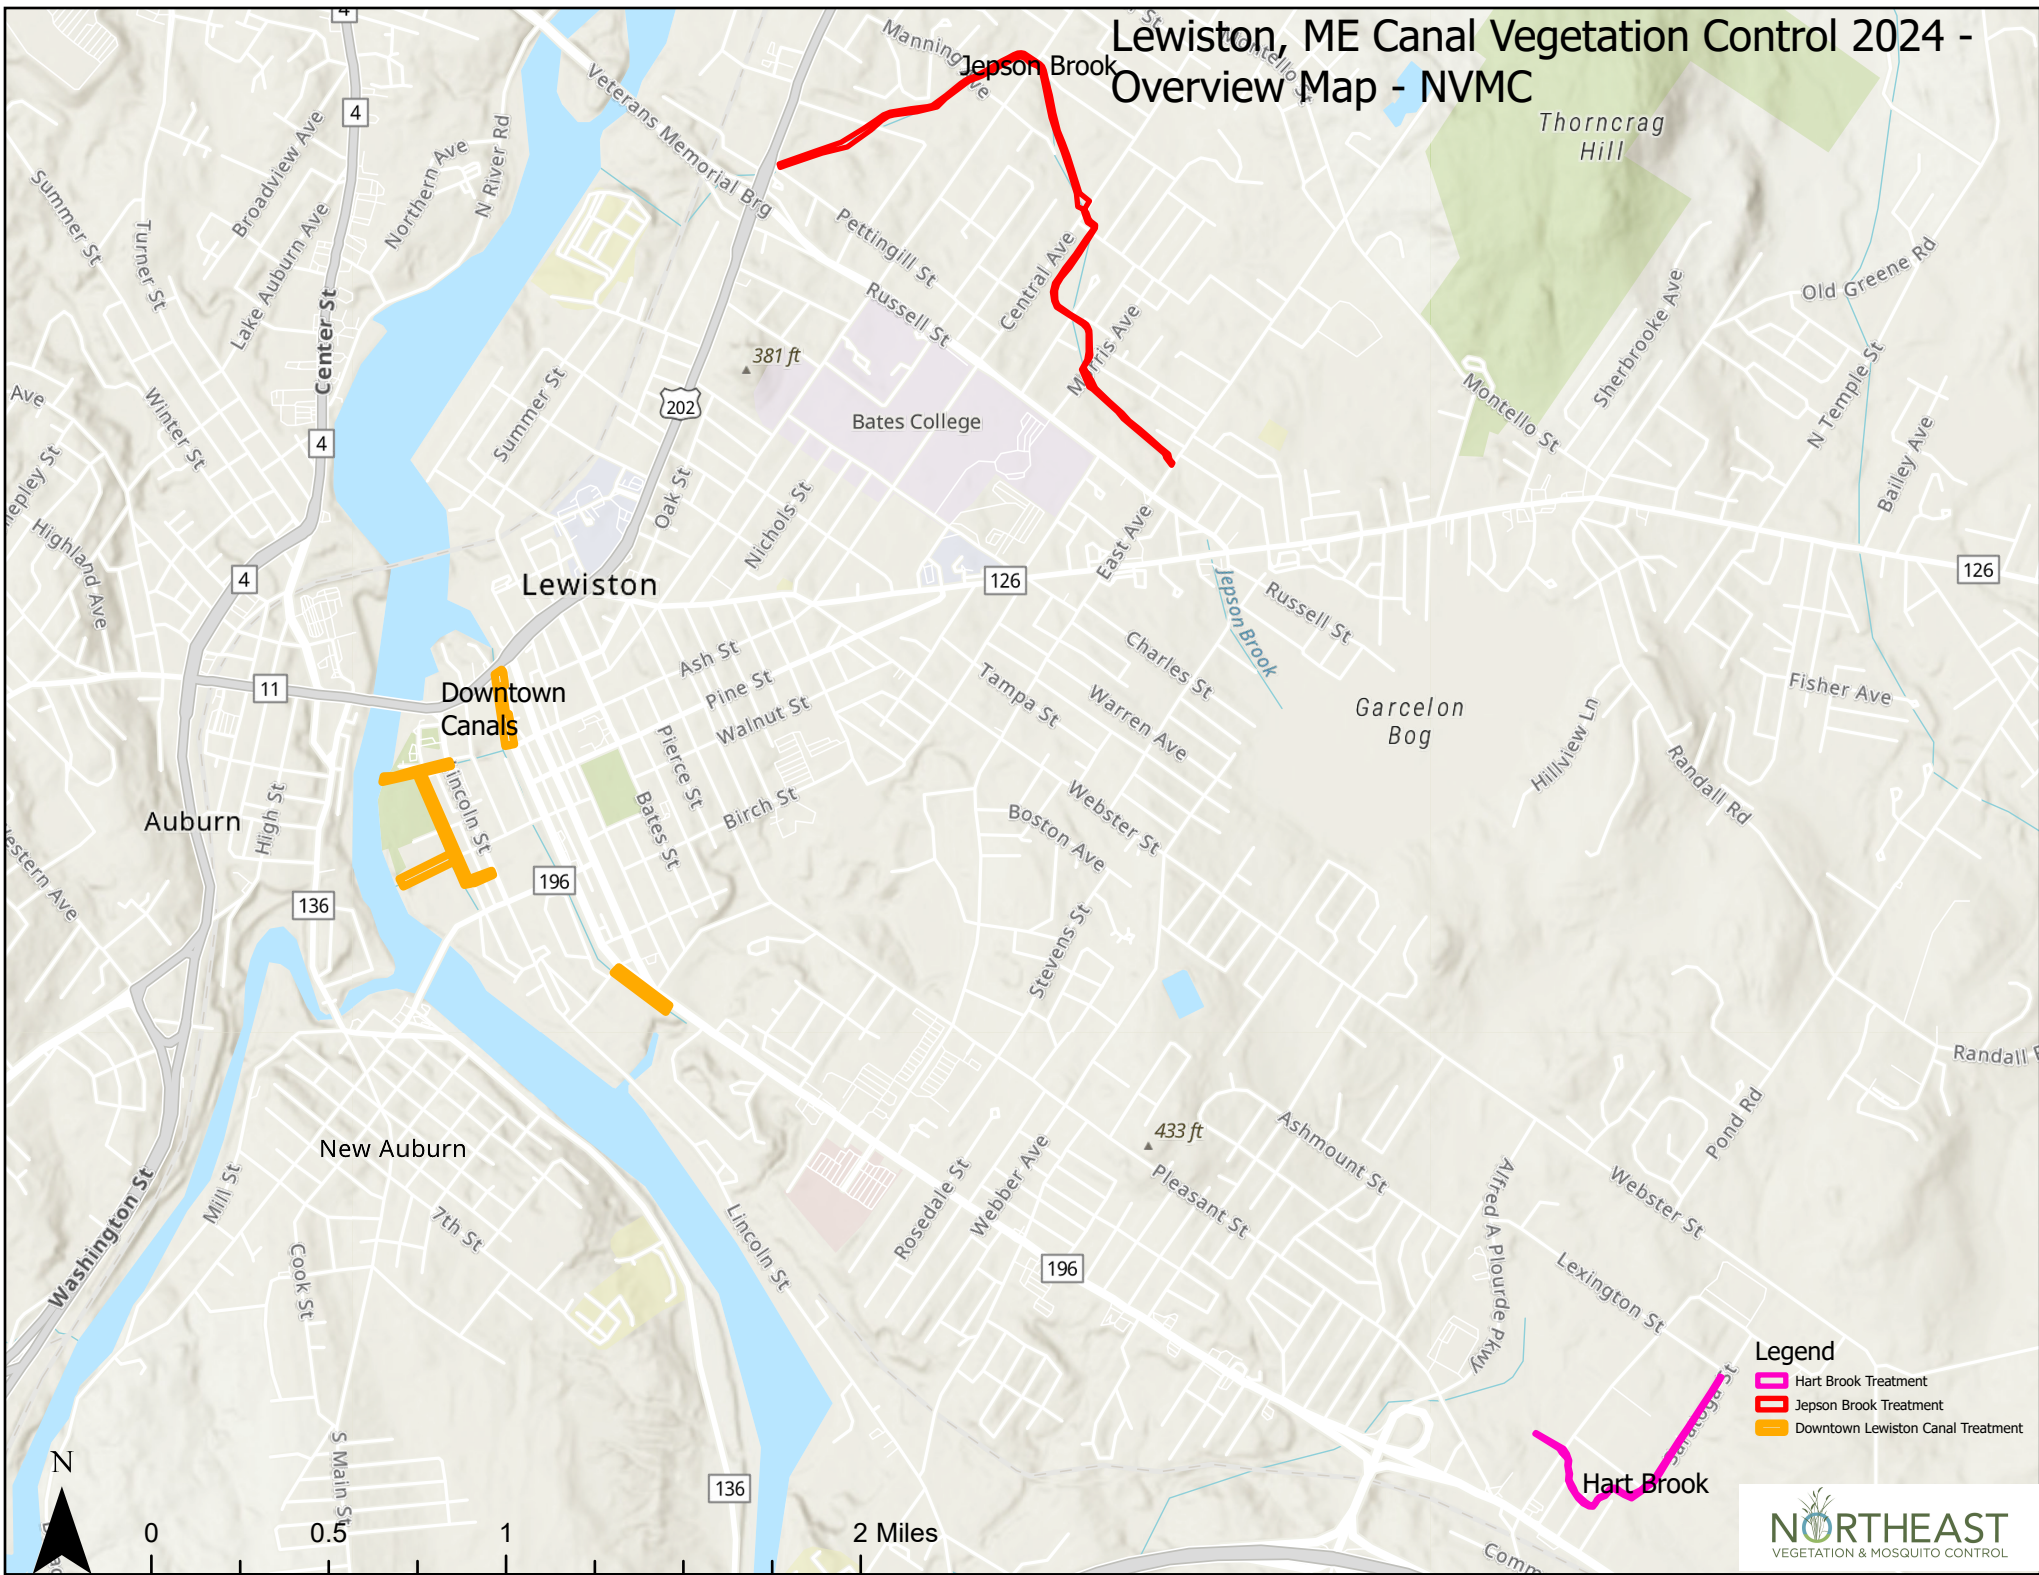 Lewiston, ME Canal Vegetation Control 2024 -
Overview Map - NVMC
4
Manning Ave
Jepson Brook
Montello St
Veterans Memorial Brg
4
Broadview Ave
Northern Ave
N River Rd
Thorncrag
Hill
Summer St
Turner St
Lake Auburn Ave
Center St
Pettingill St
Russell St
Central Ave
Morris Ave
Old Greene Rd
Sherbrooke Ave
N Temple St
381 ft
202
Bates College
Ave
Winter St
4
Summer St
Montello St
Bailey Ave
Highland Ave
Oak St
Nichols St
East Ave
4
Lewiston
126
126
Jepson Brook
Russell St
Ash St
Pine St
Walnut St
Charles St
Tampa St
Warren Ave
11
Downtown
Canals
Garcelon
Bog
Fisher Ave
Hillview Ln
Randall Rd
Pierce St
Birch St
Bates St
Lincoln St
Auburn
High St
Webster St
Boston Ave
196
136
Stevens St
Randall
Pond Rd
New Auburn
433 ft
Ashmount St
Pleasant St
Webber Ave
Rosedale St
Alfred A Plourde Pkwy
Webster St
Mill St
Washington St
7th St
Cook St
Lincoln St
196
Lexington St
Saratoga St
Legend
Hart Brook Treatment
Jepson Brook Treatment
Downtown Lewiston Canal Treatment
S Main St
136
Hart Brook
N
0 0.5 1 2 Miles
NORTHEAST
VEGETATION & MOSQUITO CONTROL